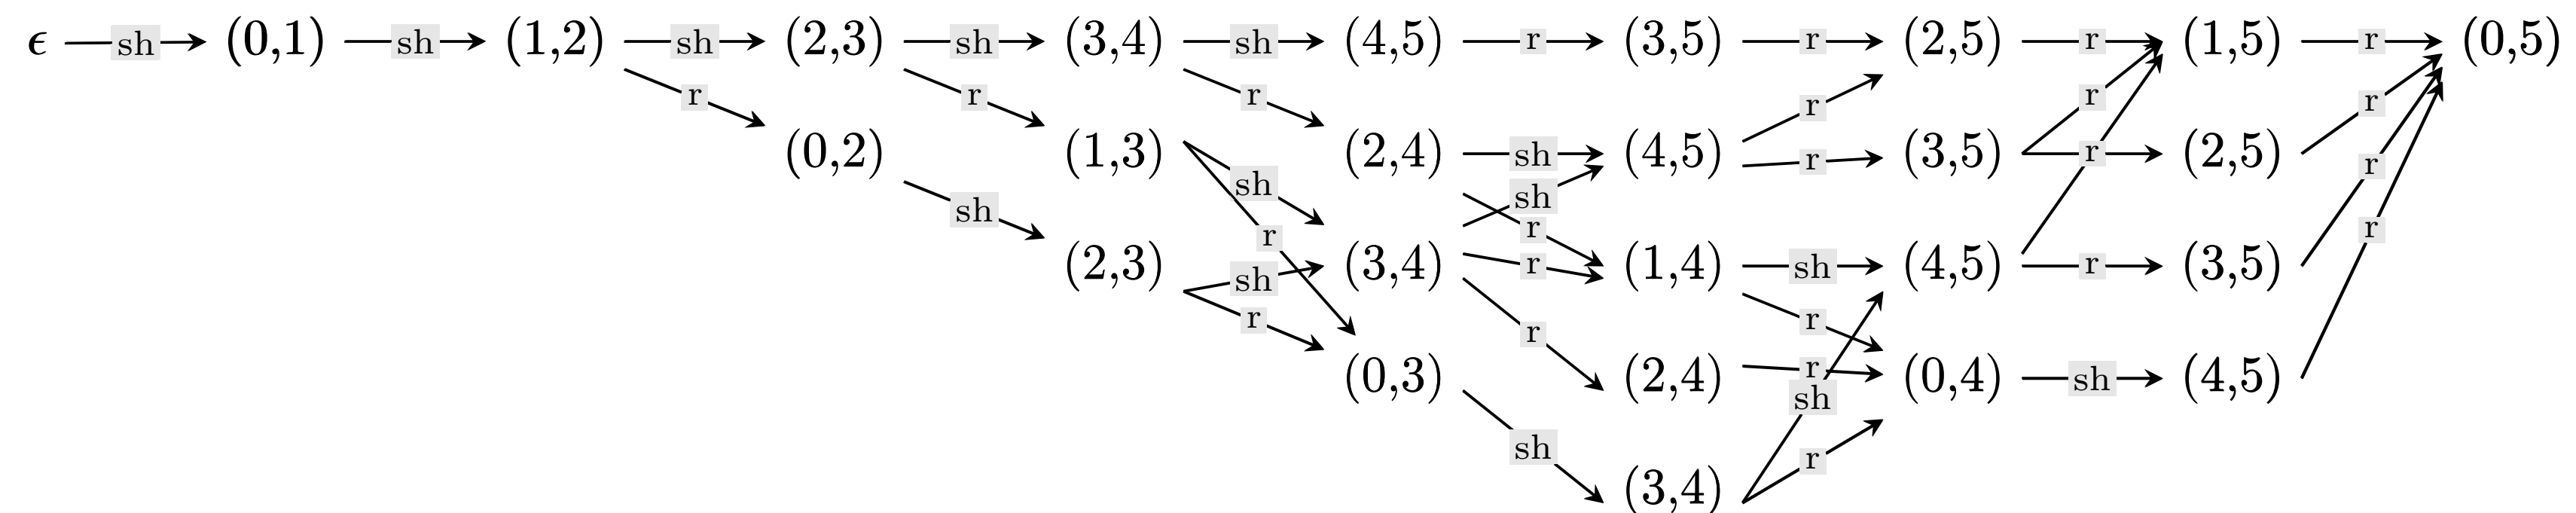 ϵ sh (0,1) sh (1,2) sh (2,3) sh (3,4) sh (4,5) r (3,5) r (2,5) r (1,5) r (0,5)
r r r r r r
(0,2) (1,3) (2,4) sh (4,5) r (3,5) r (2,5)
sh sh sh r r
(2,3) sh r (3,4) r (1,4) sh (4,5) r (3,5)
r r r
(0,3) (2,4) r (0,4) sh (4,5)
sh sh r
(3,4)